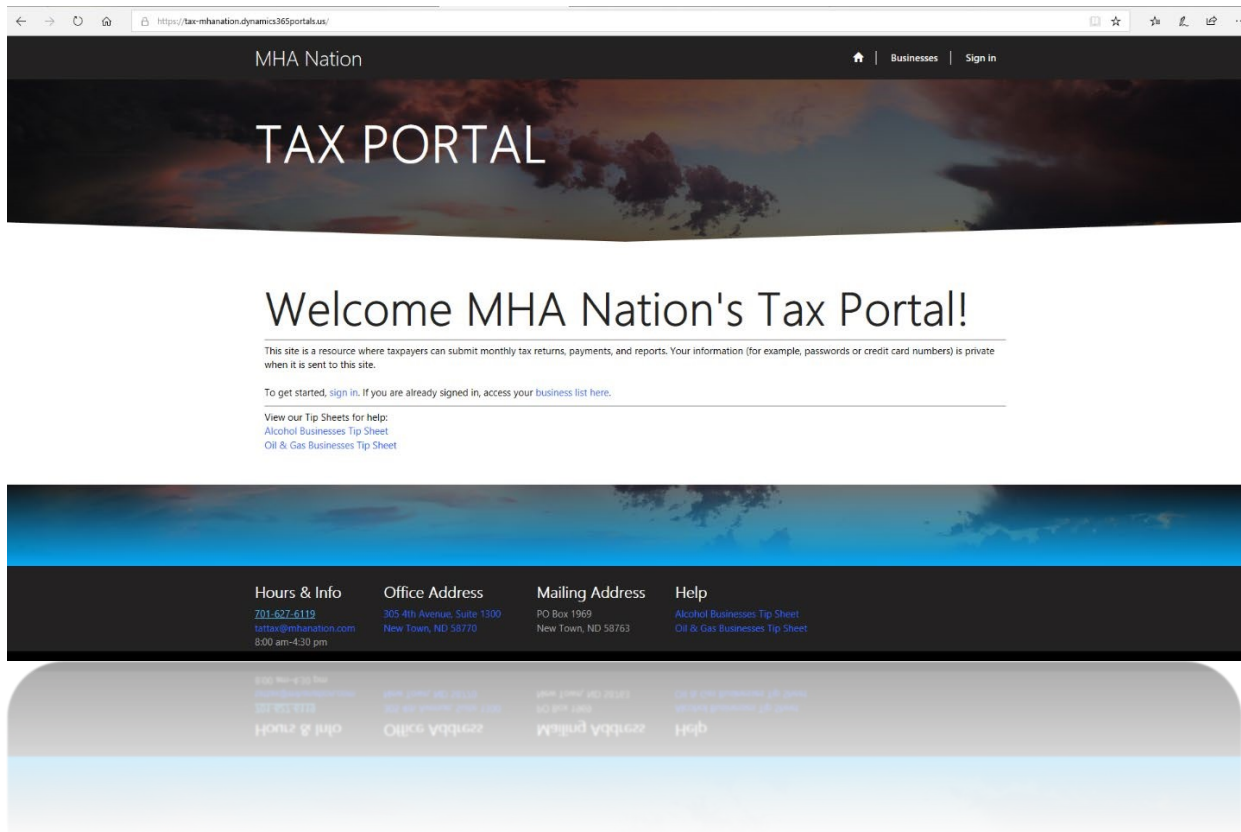 https://tax-mhanation.dynamics365portals.us/
MHA Nation
Businesses
Sign in
TAX PORTAL
Welcome MHA Nation's Tax Portal!
This site is a resource where taxpayers can submit monthly tax returns, payments, and reports. Your information (for example, passwords or credit card numbers) is private
when it is sent to this site.
To get started, sign in. If you are already signed in, access your business list here.
View our Tip Sheets for help:
Alcohol Businesses Tip Sheet
Oil & Gas Businesses Tip Sheet
Hours & Info
701-627-6119
tattax@mhanation.com
8:00 am-4:30 pm
Office Address
305 4th Avenue, Suite 1300
New Town, ND 58770
Mailing Address
PO Box 1969
New Town, ND 58763
Help
Alcohol Businesses Tip Sheet
Oil & Gas Businesses Tip Sheet